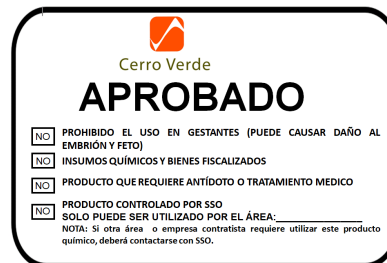 Cerro Verde
APROBADO
NO PROHIBIDO EL USO EN GESTANTES (PUEDE CAUSAR DAÑO AL
EMBRIÓN Y FETO)
NO INSUMOS QUÍMICOS Y BIENES FISCALIZADOS
NO PRODUCTO QUE REQUIERE ANTÍDOTO O TRATAMIENTO MEDICO
NO PRODUCTO CONTROLADO POR SSO
SOLO PUEDE SER UTILIZADO POR EL ÁREA:________________
NOTA: Si otra área o empresa contratista requiere utilizar este producto
químico, deberá contactarse con SSO.